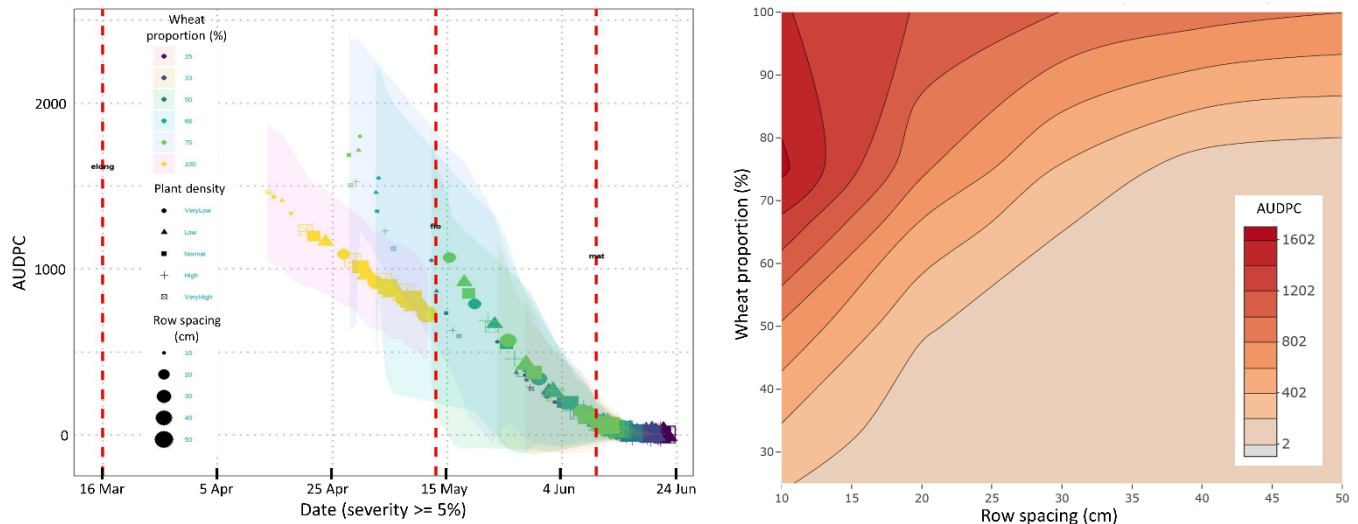 Wheat
proportion (%)
25
33
50
66
75
100
Plant density
VeryLow
Low
Normal
High
VeryHigh
Row spacing
(cm)
10
20
30
40
50
AUDPC
2000
1000
0
elong
flo
mat
16 Mar
5 Apr
25 Apr
15 May
4 Jun
24 Jun
Date (severity >= 5%)
Wheat proportion (%)
100
90
80
70
60
50
40
30
AUDPC
1602
1202
802
402
2
10
15
20
25
30
35
40
45
50
Row spacing (cm)